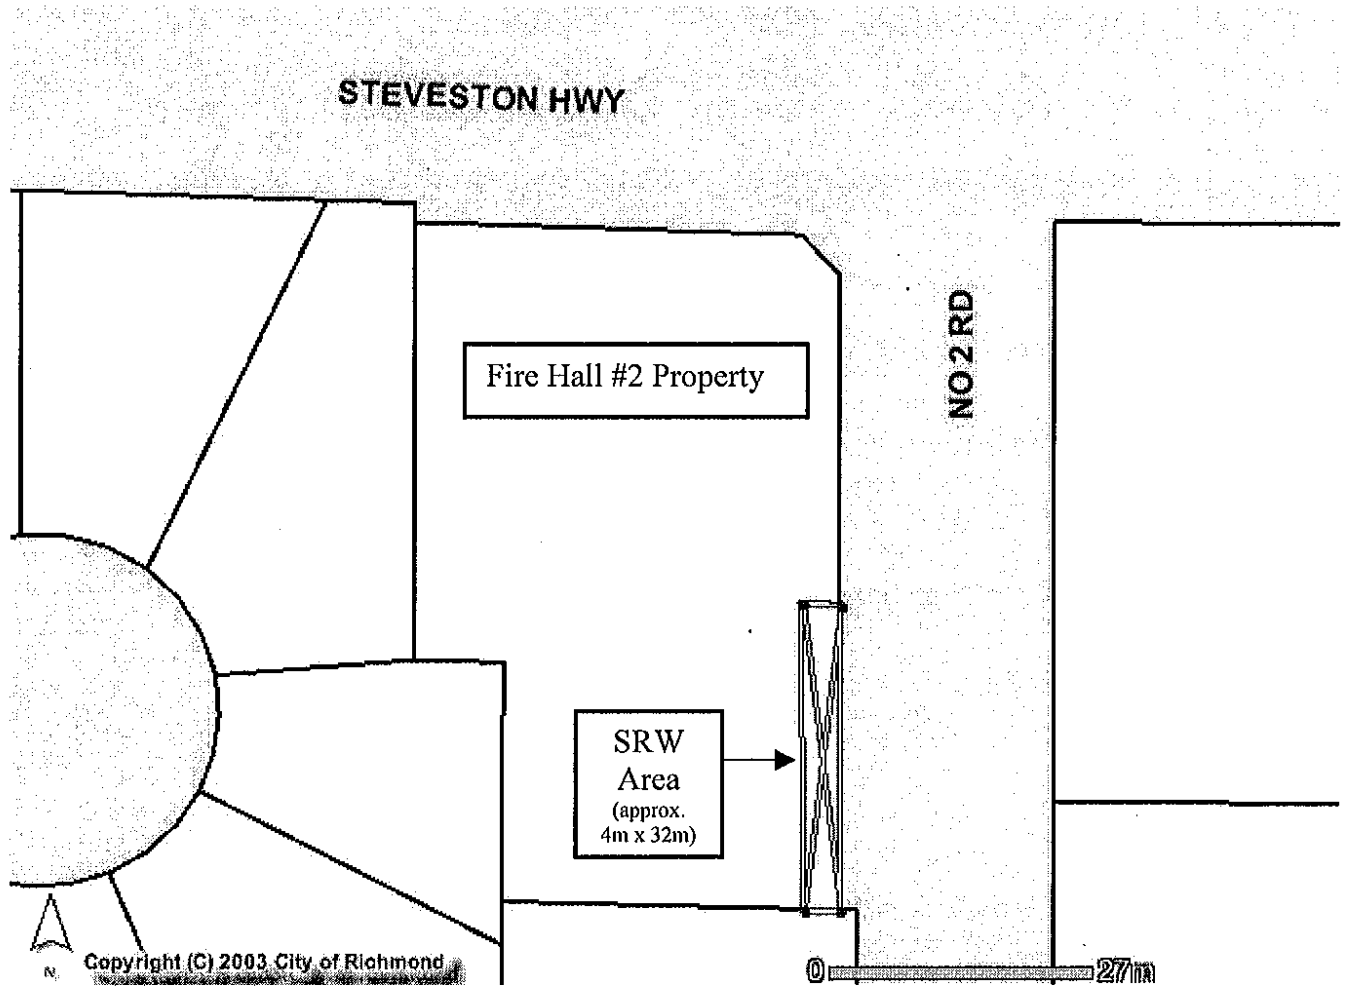 STEVESTON HWY
NO 2 RD
Fire Hall #2 Property
SRW
Area
(approx.
4m x 32m)
N
Copyright (C) 2003 City of Richmond
0 27m